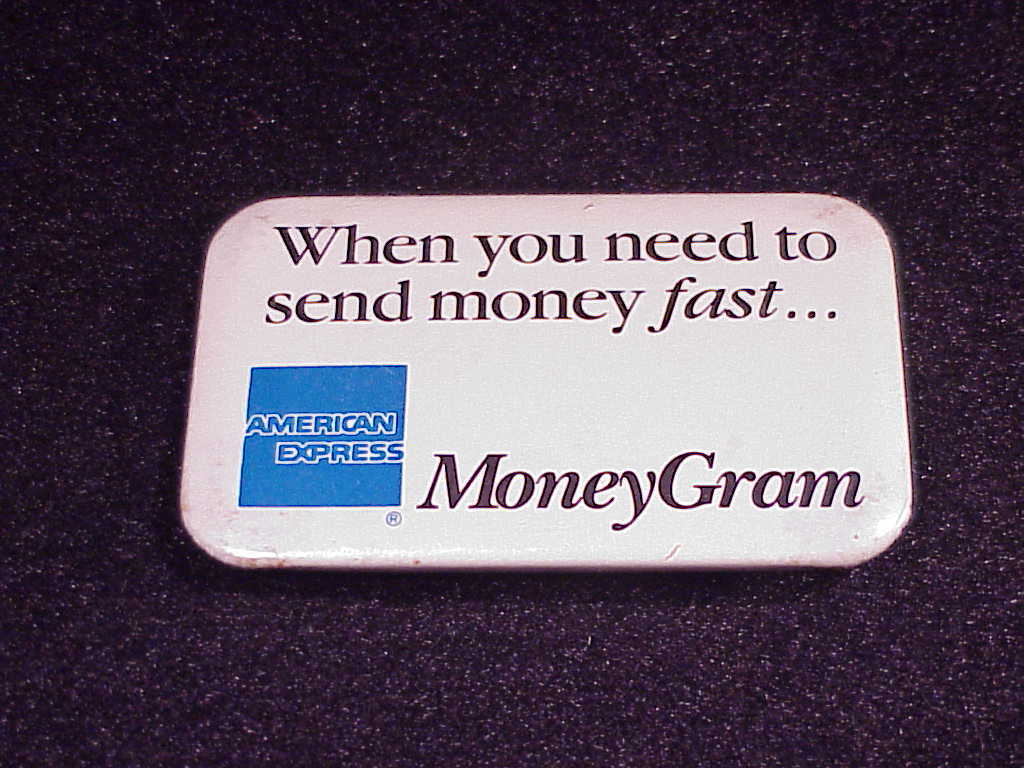 When you need to
send money fast...
AMERICAN
EXPRESS
®
MoneyGram